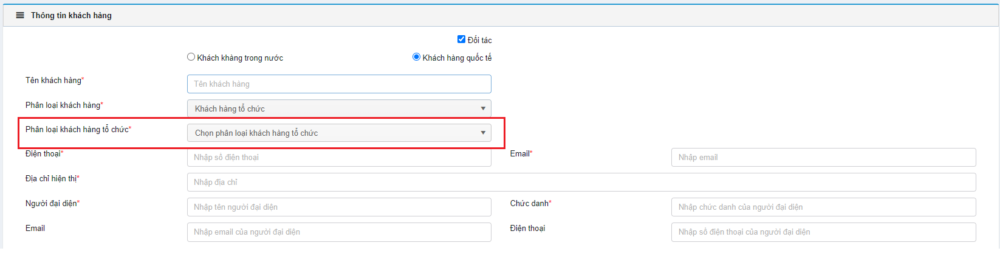 Thông tin khách hàng
Đối tác
Khách khàng trong nước Khách hàng quốc tế
Tên khách hàng* Tên khách hàng
Phân loại khách hàng* Khách hàng tổ chức
Phân loại khách hàng tổ chức* Chọn phân loại khách hàng tổ chức
Điện thoại* Nhập số điện thoại Email* Nhập email
Địa chỉ hiện thị* Nhập địa chỉ
Người đại diện* Nhập tên người đại diện Chức danh* Nhập chức danh của người đại diện
Email Nhập email của người đại diện Điện thoại Nhập số điện thoại của người đại diện